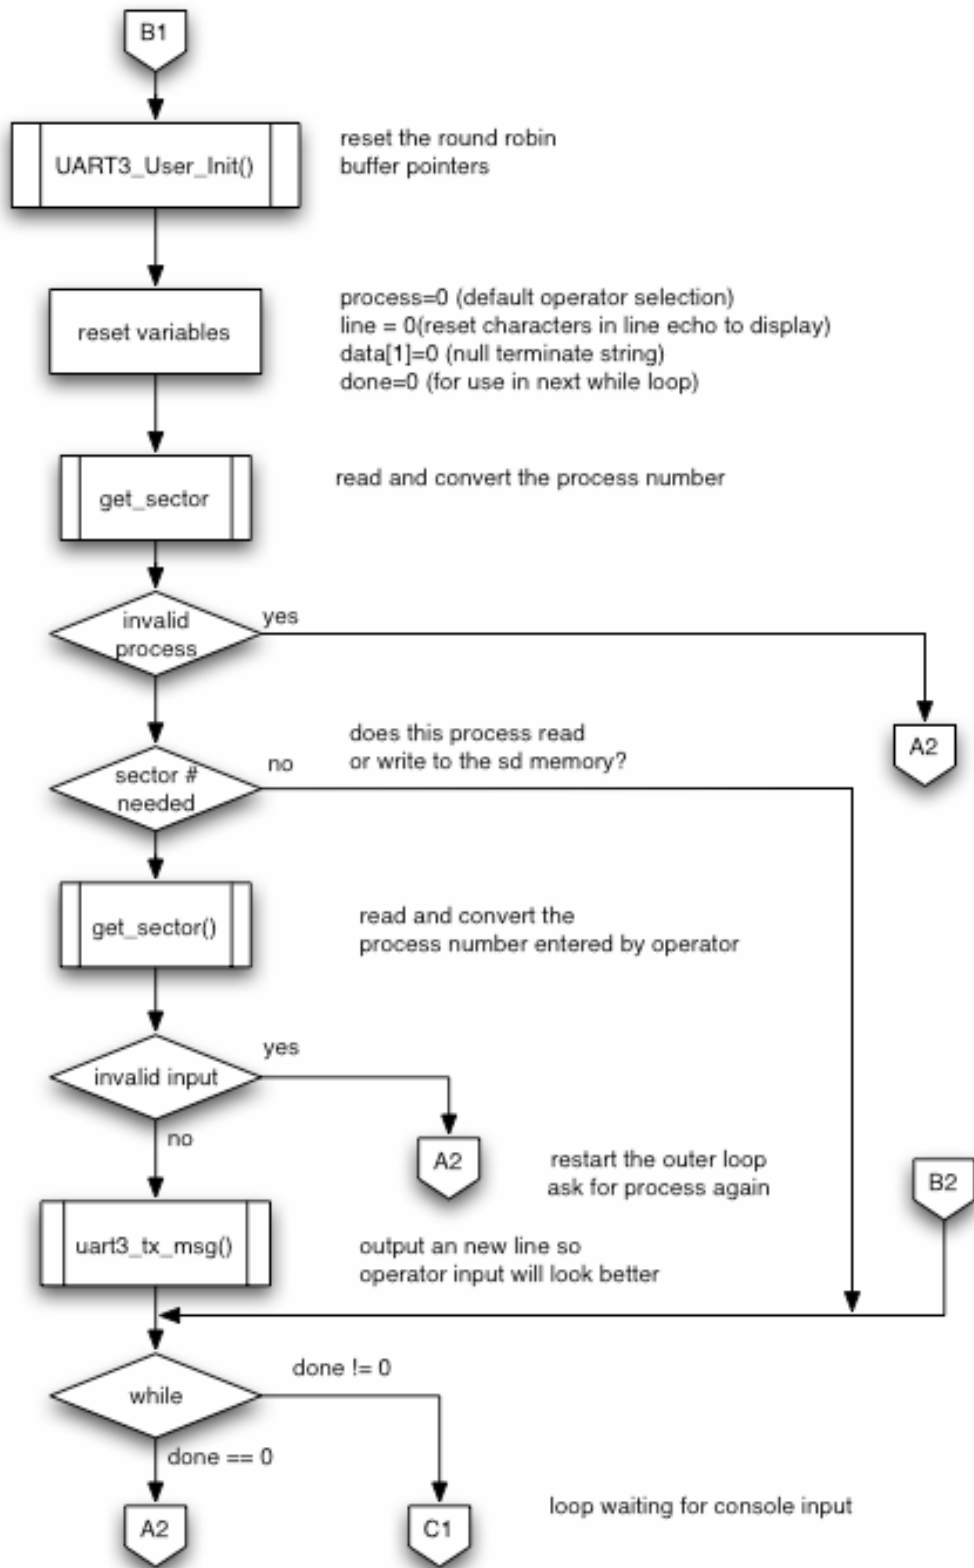 B1
UART3_User_Init()
reset the round robin
buffer pointers
reset variables
process=0 (default operator selection)
line = 0(reset characters in line echo to display)
data[1]=0 (null terminate string)
done=0 (for use in next while loop)
get_sector
read and convert the process number
invalid
process
yes
A2
sector #
needed
no
does this process read
or write to the sd memory?
get_sector()
read and convert the
process number entered by operator
invalid input
yes
no
A2
restart the outer loop
ask for process again
B2
uart3_tx_msg()
output an new line so
operator input will look better
while
done != 0
done == 0
A2
C1
loop waiting for console input